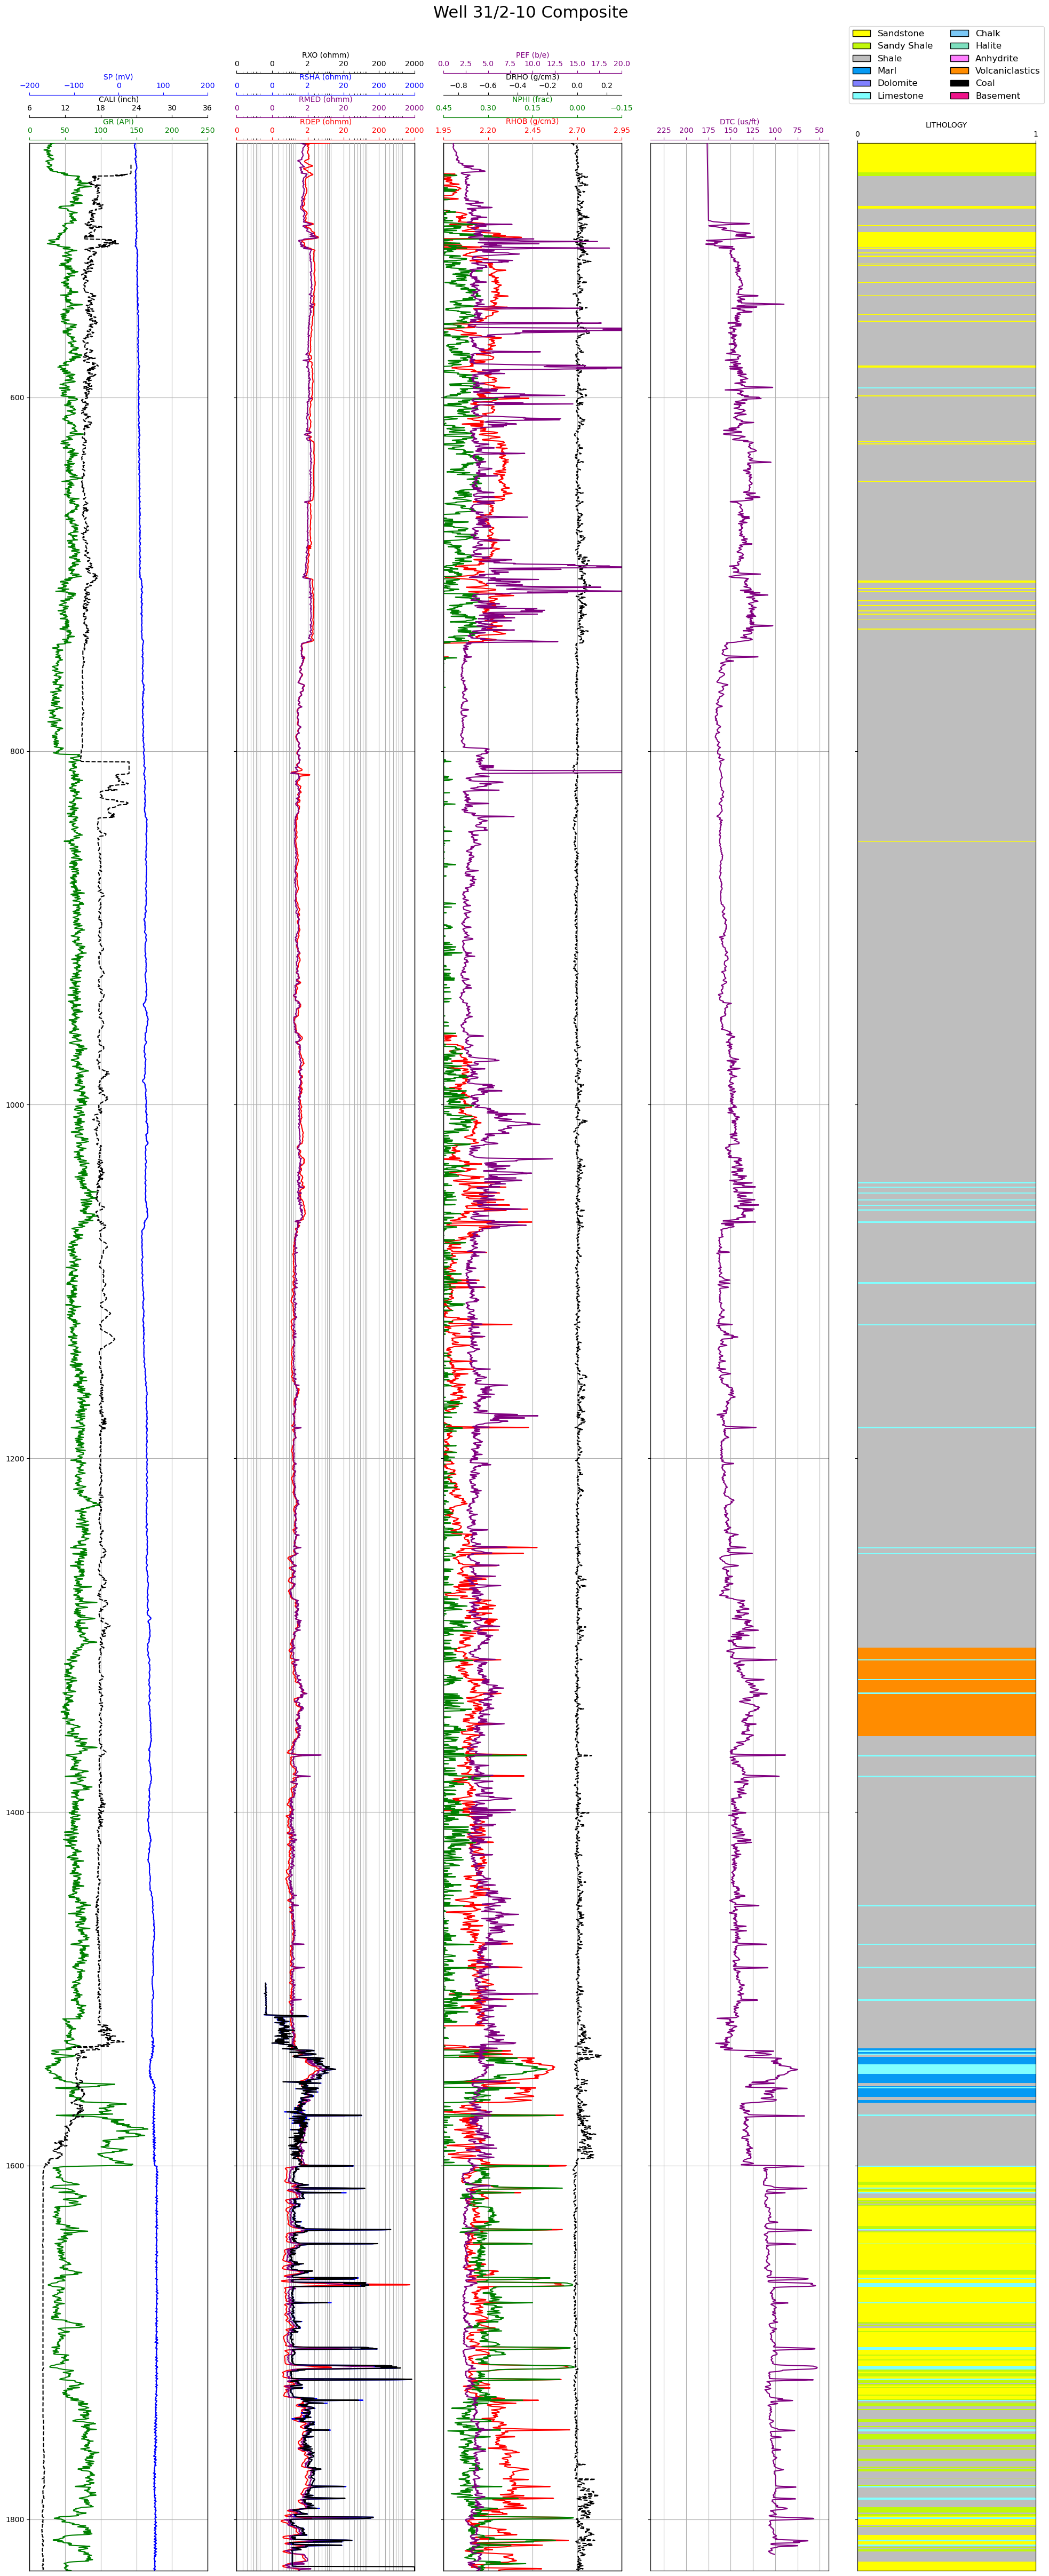 Well 31/2-10 Composite
Sandstone Chalk
Sandy Shale Halite
Shale Anhydrite
Marl Volcaniclastics
Dolomite Coal
Limestone Basement
RXO (ohmm) PEF (b/e)
0 0 2 20 200 2000 0.0 2.5 5.0 7.5 10.0 12.5 15.0 17.5 20.0
SP (mV) RSHA (ohmm) DRHO (g/cm3)
−200 −100 0 100 200 0 0 2 20 200 2000 −0.8 −0.6 −0.4 −0.2 0.0 0.2
CALI (inch) RMED (ohmm) NPHI (frac)
6 12 18 24 30 36 0 0 2 20 200 2000 0.45 0.30 0.15 0.00 −0.15
GR (API) RDEP (ohmm) RHOB (g/cm3) DTC (us/ft) LITHOLOGY
0 50 100 150 200 250 0 0 2 20 200 2000 1.95 2.20 2.45 2.70 2.95 225 200 175 150 125 100 75 50 0 1
600
800
1000
1200
1400
1600
1800